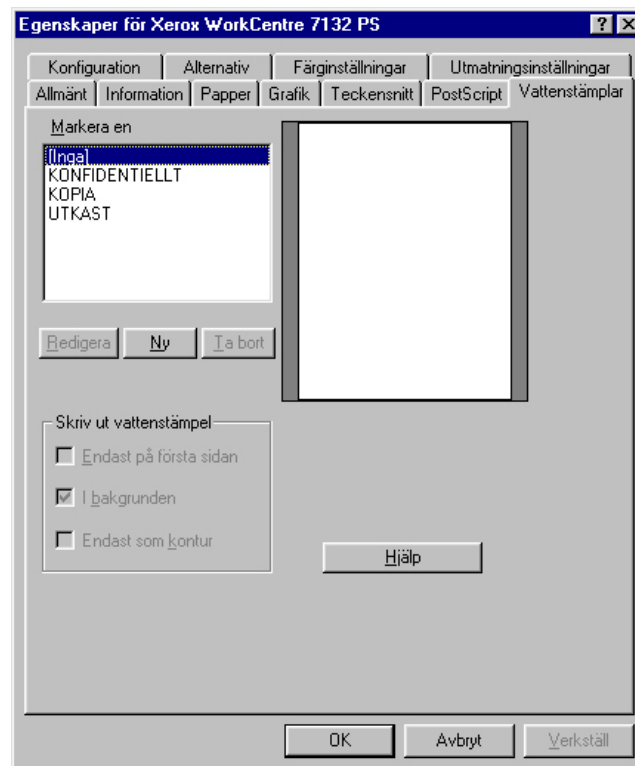 Egenskaper för Xerox WorkCentre 7132 PS
Konfiguration Alternativ Färginställningar Utmatningsinställningar
Allmänt Information Papper Grafik Teckensnitt PostScript Vattenstämplar
Markera en
[Inga]
KONFIDENTIELLT
KOPIA
UTKAST
Redigera Ny Ta bort
Skriv ut vattenstämpel
Endast på första sidan
I bakgrunden
Endast som kontur
Hjälp
OK Avbryt Verkställ